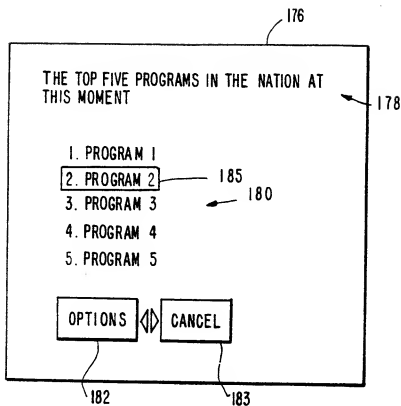 176
THE TOP FIVE PROGRAMS IN THE NATION AT
THIS MOMENT
178
1. PROGRAM 1
2. PROGRAM 2
185
3. PROGRAM 3
180
4. PROGRAM 4
5. PROGRAM 5
OPTIONS CANCEL
182 183